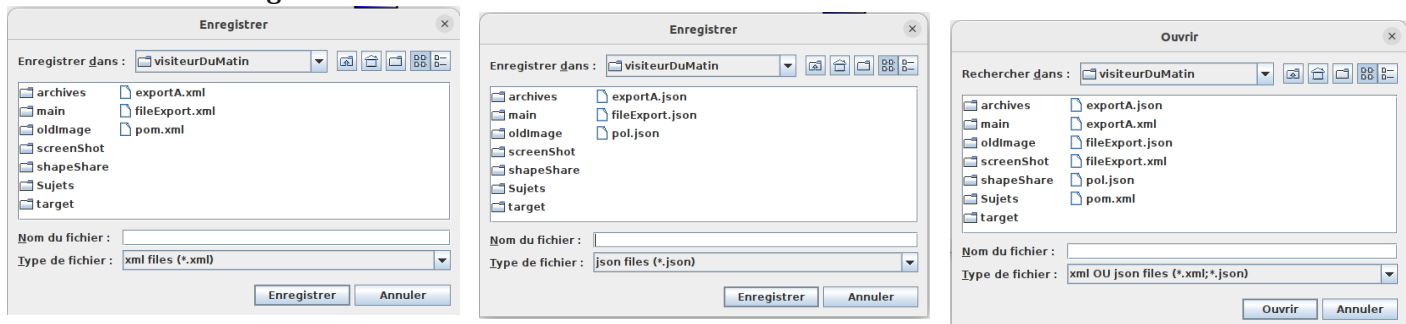 Enregistrer
Enregistrer dans : visiteurDuMatin
archives exportA.xml
main fileExport.xml
oldImage pom.xml
screenShot
shapeShare
Sujets
target
Nom du fichier :
Type de fichier : xml files (*.xml)
Enregistrer Annuler
Enregistrer
Enregistrer dans : visiteurDuMatin
archives exportA.json
main fileExport.json
oldImage pol.json
screenShot
shapeShare
Sujets
target
Nom du fichier :
Type de fichier : json files (*.json)
Enregistrer Annuler
Ouvrir
Rechercher dans : visiteurDuMatin
archives exportA.json
main exportA.xml
oldImage fileExport.json
screenShot fileExport.xml
shapeShare pol.json
Sujets pom.xml
target
Nom du fichier :
Type de fichier : xml OU json files (*.xml;*.json)
Ouvrir Annuler